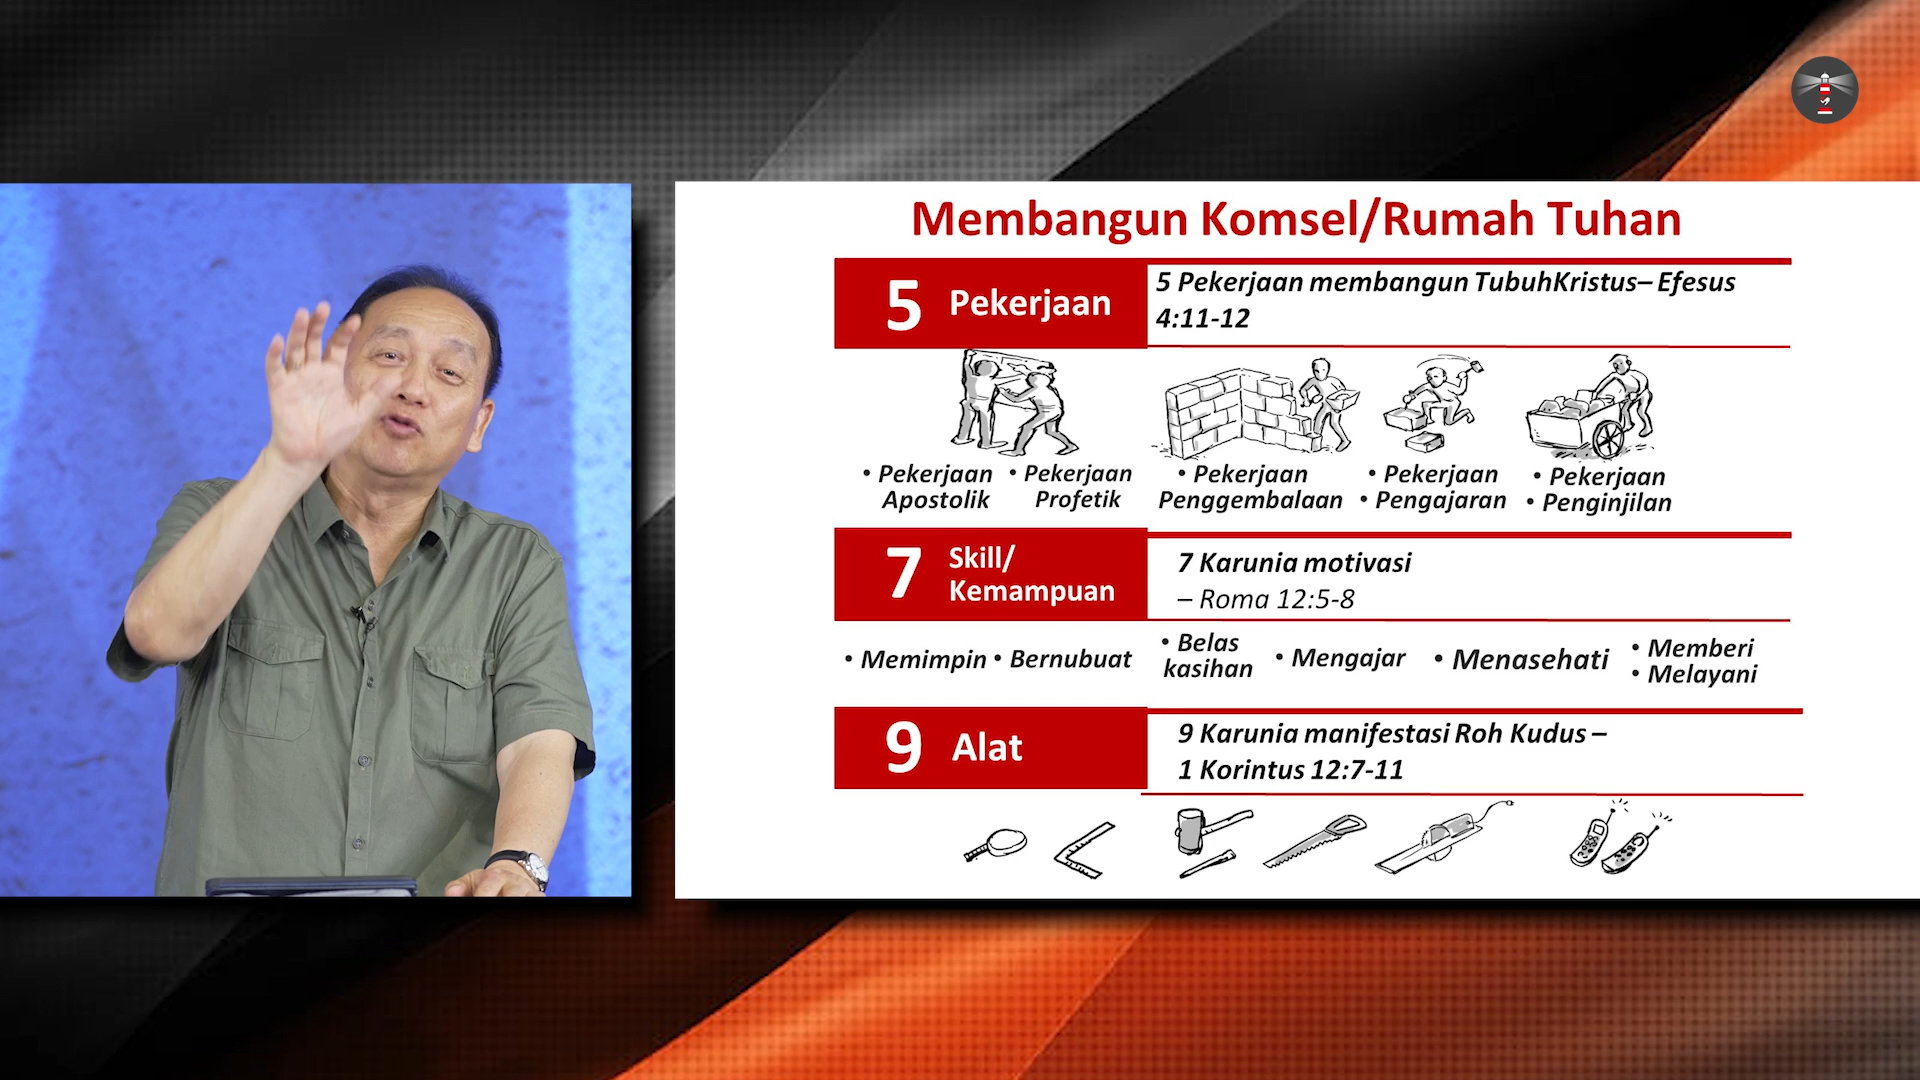 Membangun Komsel/Rumah Tuhan
5 Pekerjaan
5 Pekerjaan membangun TubuhKristus– Efesus
4:11-12
• Pekerjaan Apostolik
• Pekerjaan Profetik
• Pekerjaan Penggembalaan
• Pekerjaan
• Pengajaran
• Pekerjaan
• Penginjilan
7 Skill/
Kemampuan
7 Karunia motivasi
– Roma 12:5-8
• Memimpin • Bernubuat
• Belas
kasihan
• Mengajar
• Menasehati
• Memberi
• Melayani
9 Alat
9 Karunia manifestasi Roh Kudus –
1 Korintus 12:7-11